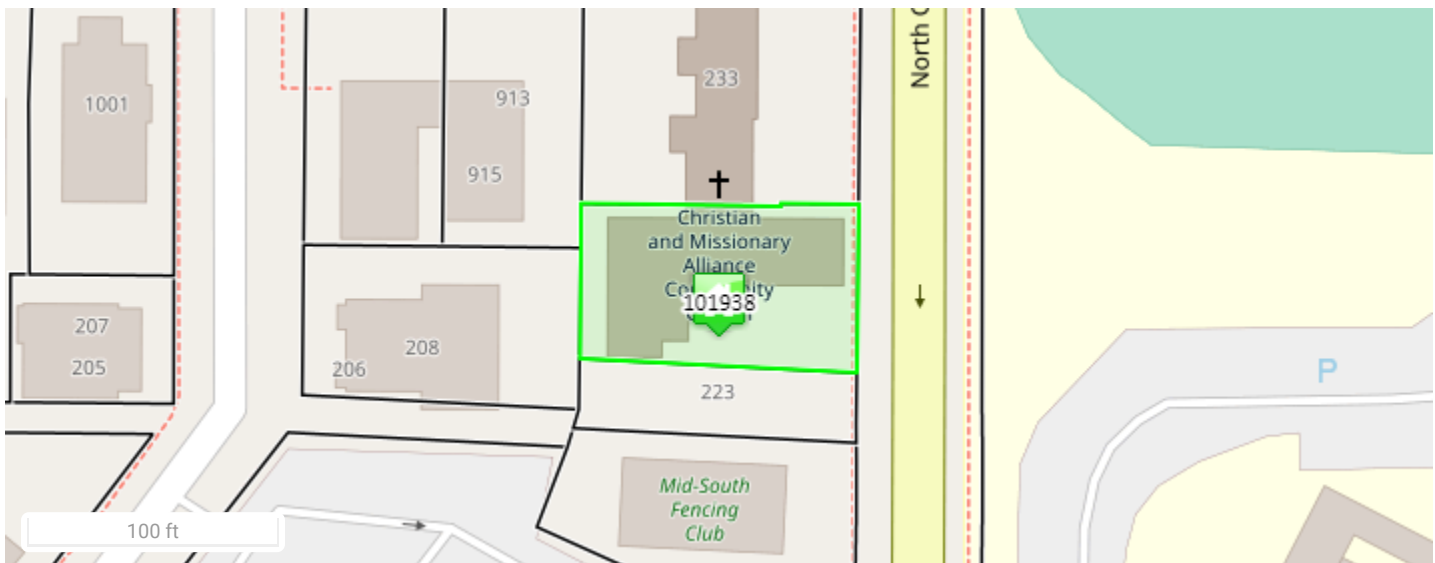 1001
913
915
233
North C
Christian
and Missionary
Alliance
101938
207
205
208
206
223
P
Mid-South
Fencing
Club
100 ft